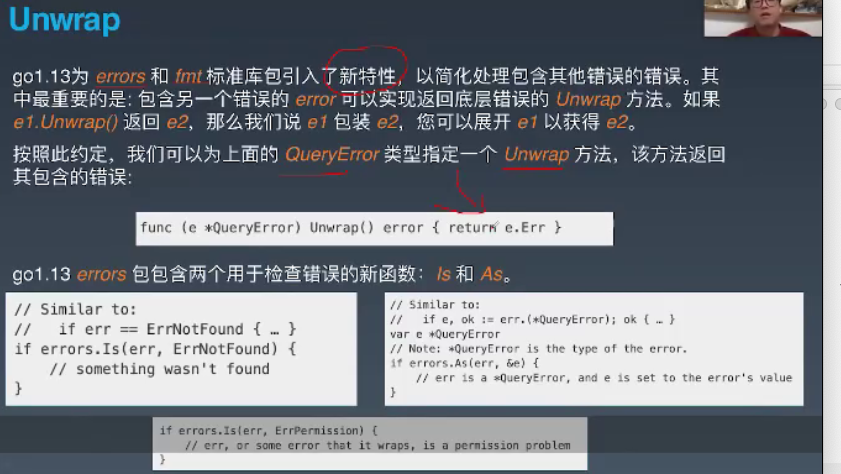 Unwrap
go1.13为 errors 和 fmt 标准库包引入了新特性，以简化处理包含其他错误的错误。其
中最重要的是: 包含另一个错误的 error 可以实现返回底层错误的 Unwrap 方法。如果
e1.Unwrap() 返回 e2，那么我们说 e1 包装 e2，您可以展开 e1 以获得 e2。
按照此约定，我们可以为上面的 QueryError 类型指定一个 Unwrap 方法，该方法返回
其包含的错误:
func (e *QueryError) Unwrap() error { return e.Err }
go1.13 errors 包包含两个用于检查错误的新函数：Is 和 As。
// Similar to:
//   if err == ErrNotFound { … }
if errors.Is(err, ErrNotFound) {
    // something wasn't found
}
// Similar to:
//   if e, ok := err.(*QueryError); ok { … }
var e *QueryError
// Note: *QueryError is the type of the error.
if errors.As(err, &e) {
    // err is a *QueryError, and e is set to the error's value
}
if errors.Is(err, ErrPermission) {
    // err, or some error that it wraps, is a permission problem
}